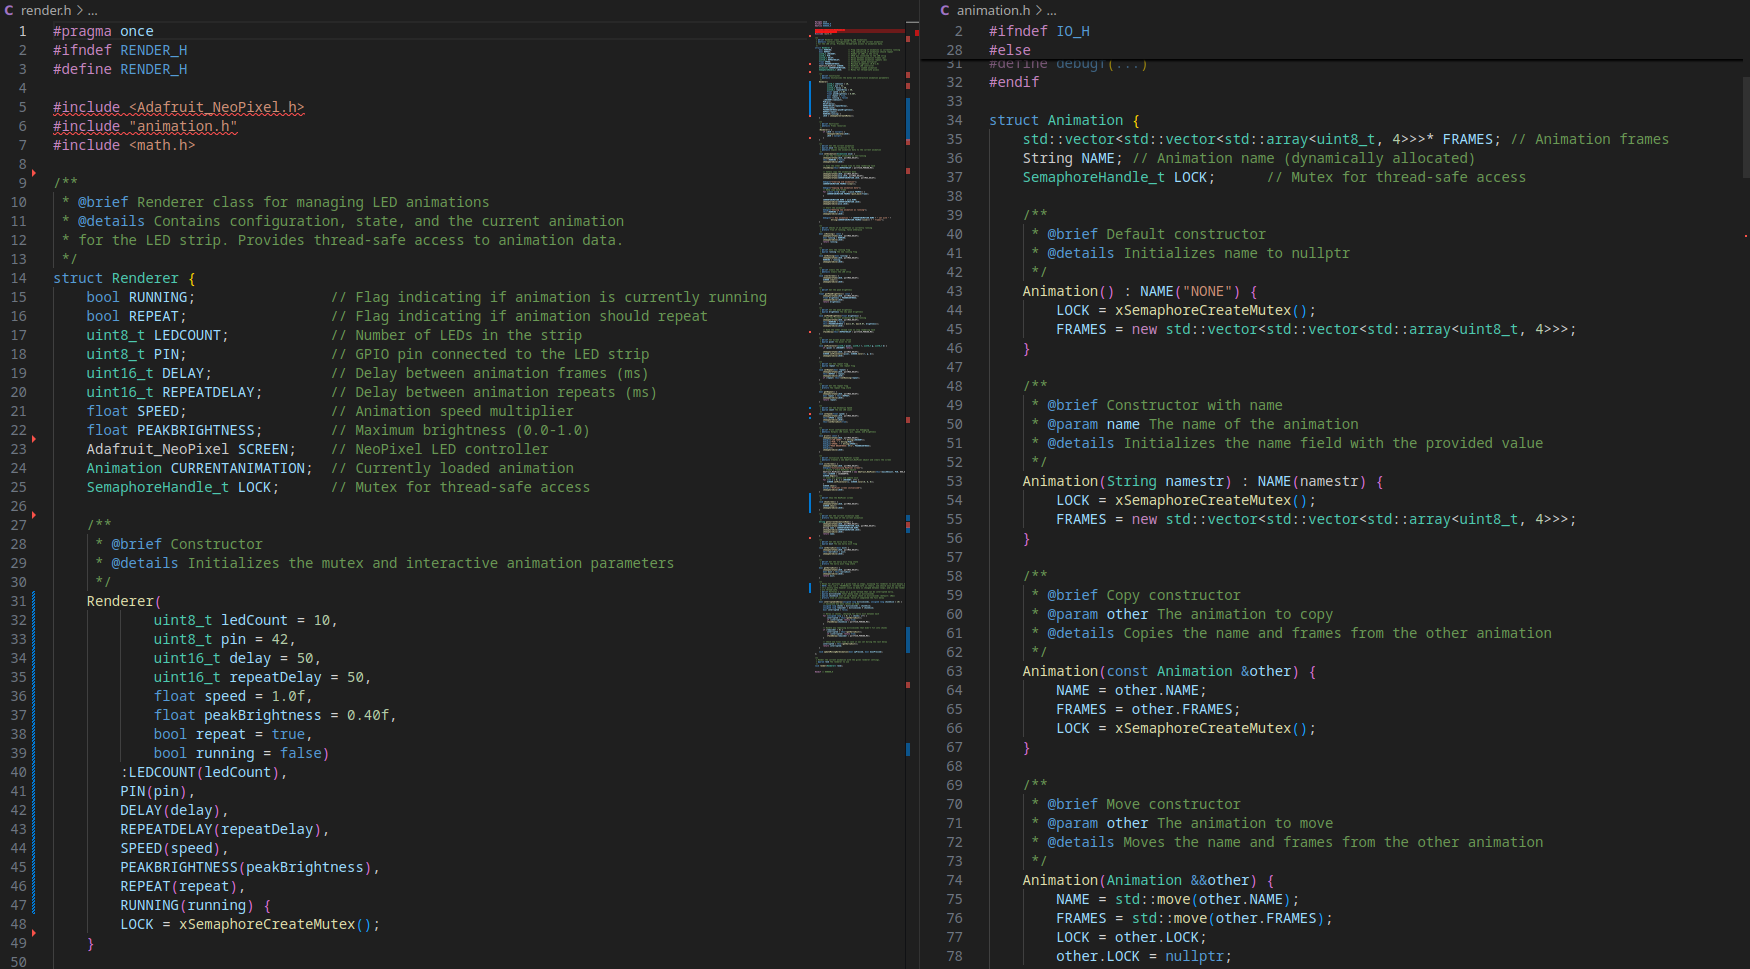 render.h > ...
1 #pragma once
2 #ifndef RENDER_H
3 #define RENDER_H
4
5 #include <Adafruit_NeoPixel.h>
6 #include "animation.h"
7 #include <math.h>
8
9 /**
10 * @brief Renderer class for managing LED animations
11 * @details Contains configuration, state, and the current animation
12 * for the LED strip. Provides thread-safe access to animation data.
13 */
14 struct Renderer {
15 bool RUNNING; // Flag indicating if animation is currently running
16 bool REPEAT; // Flag indicating if animation should repeat
17 uint8_t LEDCOUNT; // Number of LEDs in the strip
18 uint8_t PIN; // GPIO pin connected to the LED strip
19 uint16_t DELAY; // Delay between animation frames (ms)
20 uint16_t REPEATDELAY; // Delay between animation repeats (ms)
21 float SPEED; // Animation speed multiplier
22 float PEAKBRIGHTNESS; // Maximum brightness (0.0-1.0)
23 Adafruit_NeoPixel SCREEN; // NeoPixel LED controller
24 Animation CURRENTANIMATION; // Currently loaded animation
25 SemaphoreHandle_t LOCK; // Mutex for thread-safe access
26
27 /**
28 * @brief Constructor
29 * @details Initializes the mutex and interactive animation parameters
30 */
31 Renderer(
32 uint8_t ledCount = 10,
33 uint8_t pin = 42,
34 uint16_t delay = 50,
35 uint16_t repeatDelay = 50,
36 float speed = 1.0f,
37 float peakBrightness = 0.40f,
38 bool repeat = true,
39 bool running = false)
40 :LEDCOUNT(ledCount),
41 PIN(pin),
42 DELAY(delay),
43 REPEATDELAY(repeatDelay),
44 SPEED(speed),
45 PEAKBRIGHTNESS(peakBrightness),
46 REPEAT(repeat),
47 RUNNING(running) {
48 LOCK = xSemaphoreCreateMutex();
49 }
50
animation.h > ...
2 #ifndef IO_H
28 #else
31 #define debugf(...)
32 #endif
33
34 struct Animation {
35 std::vector<std::vector<std::array<uint8_t, 4>>>* FRAMES; // Animation frames
36 String NAME; // Animation name (dynamically allocated)
37 SemaphoreHandle_t LOCK; // Mutex for thread-safe access
38
39 /**
40 * @brief Default constructor
41 * @details Initializes name to nullptr
42 */
43 Animation() : NAME("NONE") {
44 LOCK = xSemaphoreCreateMutex();
45 FRAMES = new std::vector<std::vector<std::array<uint8_t, 4>>>;
46 }
47
48 /**
49 * @brief Constructor with name
50 * @param name The name of the animation
51 * @details Initializes the name field with the provided value
52 */
53 Animation(String namestr) : NAME(namestr) {
54 LOCK = xSemaphoreCreateMutex();
55 FRAMES = new std::vector<std::vector<std::array<uint8_t, 4>>>;
56 }
57
58 /**
59 * @brief Copy constructor
60 * @param other The animation to copy
61 * @details Copies the name and frames from the other animation
62 */
63 Animation(const Animation &other) {
64 NAME = other.NAME;
65 FRAMES = other.FRAMES;
66 LOCK = xSemaphoreCreateMutex();
67 }
68
69 /**
70 * @brief Move constructor
71 * @param other The animation to move
72 * @details Moves the name and frames from the other animation
73 */
74 Animation(Animation &&other) {
75 NAME = std::move(other.NAME);
76 FRAMES = std::move(other.FRAMES);
77 LOCK = other.LOCK;
78 other.LOCK = nullptr;